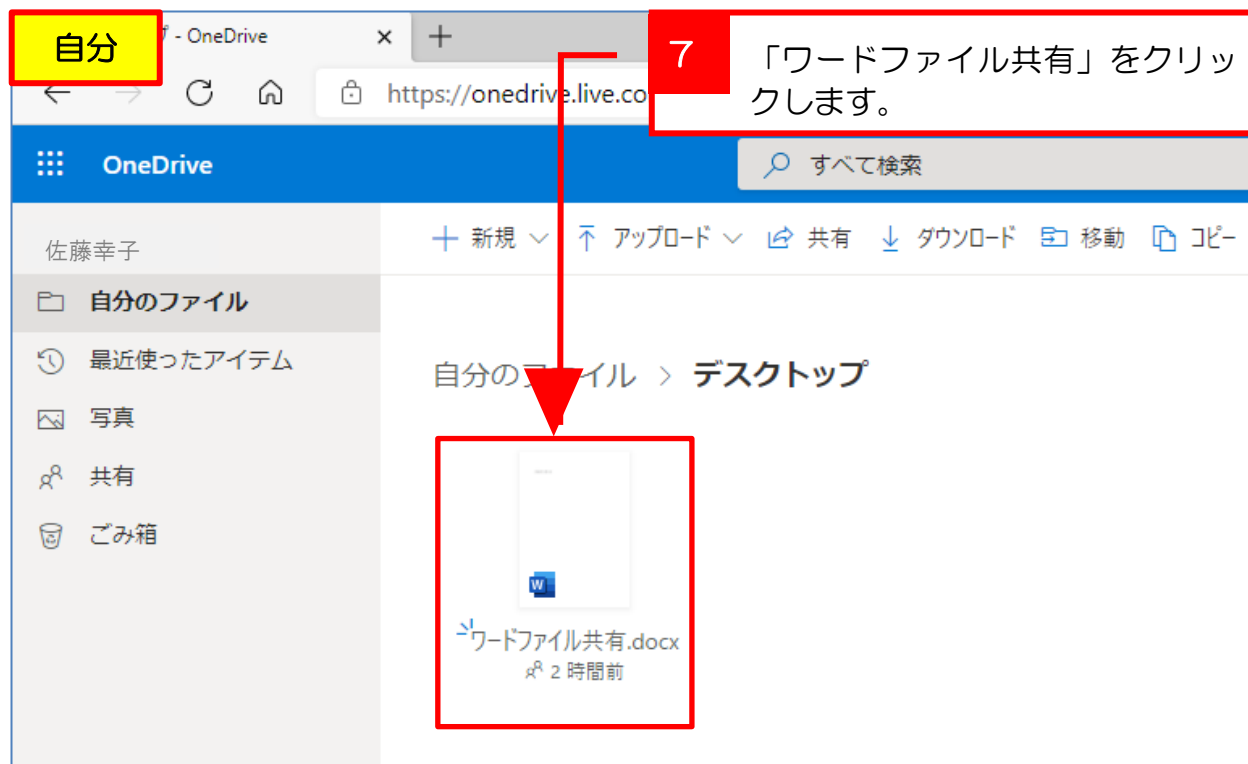 自分
- OneDrive
7
「ワードファイル共有」をクリッ
クします。
https://onedrive.live.co
OneDrive
すべて検索
佐藤幸子
新規 アップロード 共有 ダウンロード 移動 コピー
自分のファイル
最近使ったアイテム
写真
共有
ごみ箱
自分のファイル > デスクトップ
W
ワードファイル共有.docx
2 時間前